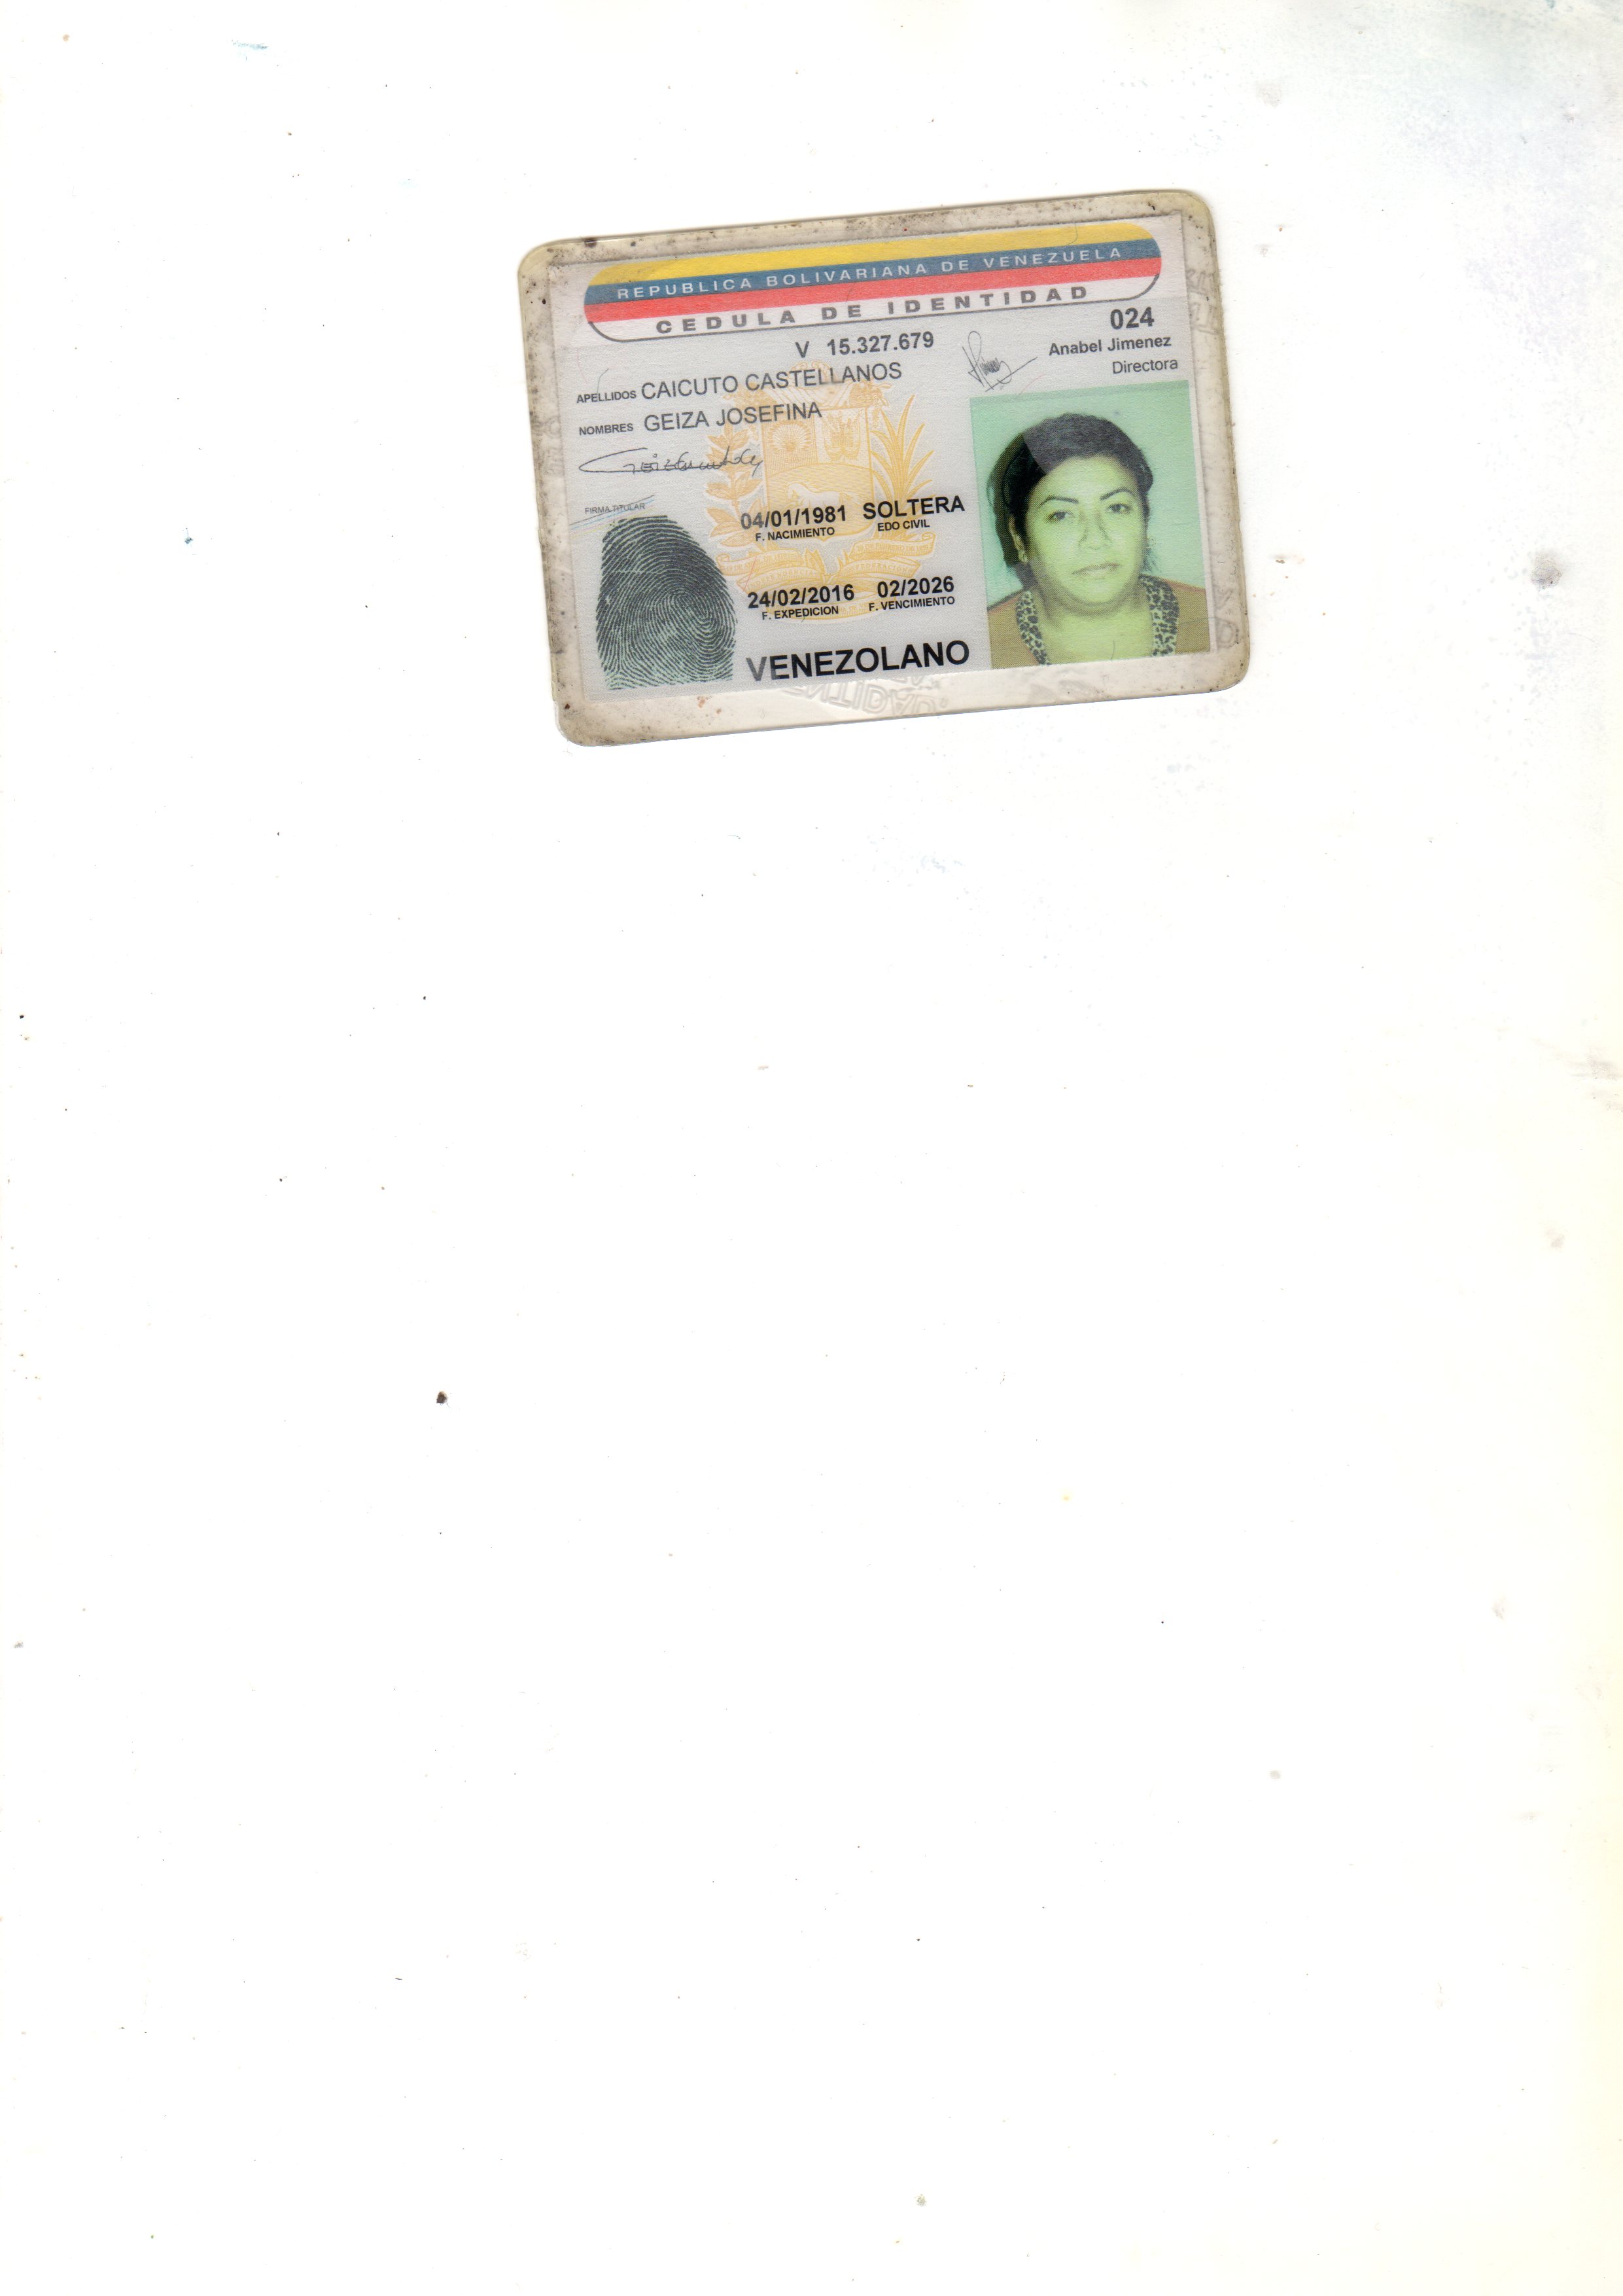 REPUBLICA BOLIVARIANA DE VENEZUELA
CEDULA DE IDENTIDAD
024
V 15.327.679
Anabel Jimenez
Directora
APELLIDOS CAICUTO CASTELLANOS
NOMBRES GEIZA JOSEFINA
FIRMA TITULAR
04/01/1981 SOLTERA
F. NACIMIENTO EDO CIVIL
24/02/2016 02/2026
F. EXPEDICION F. VENCIMIENTO
VENEZOLANO